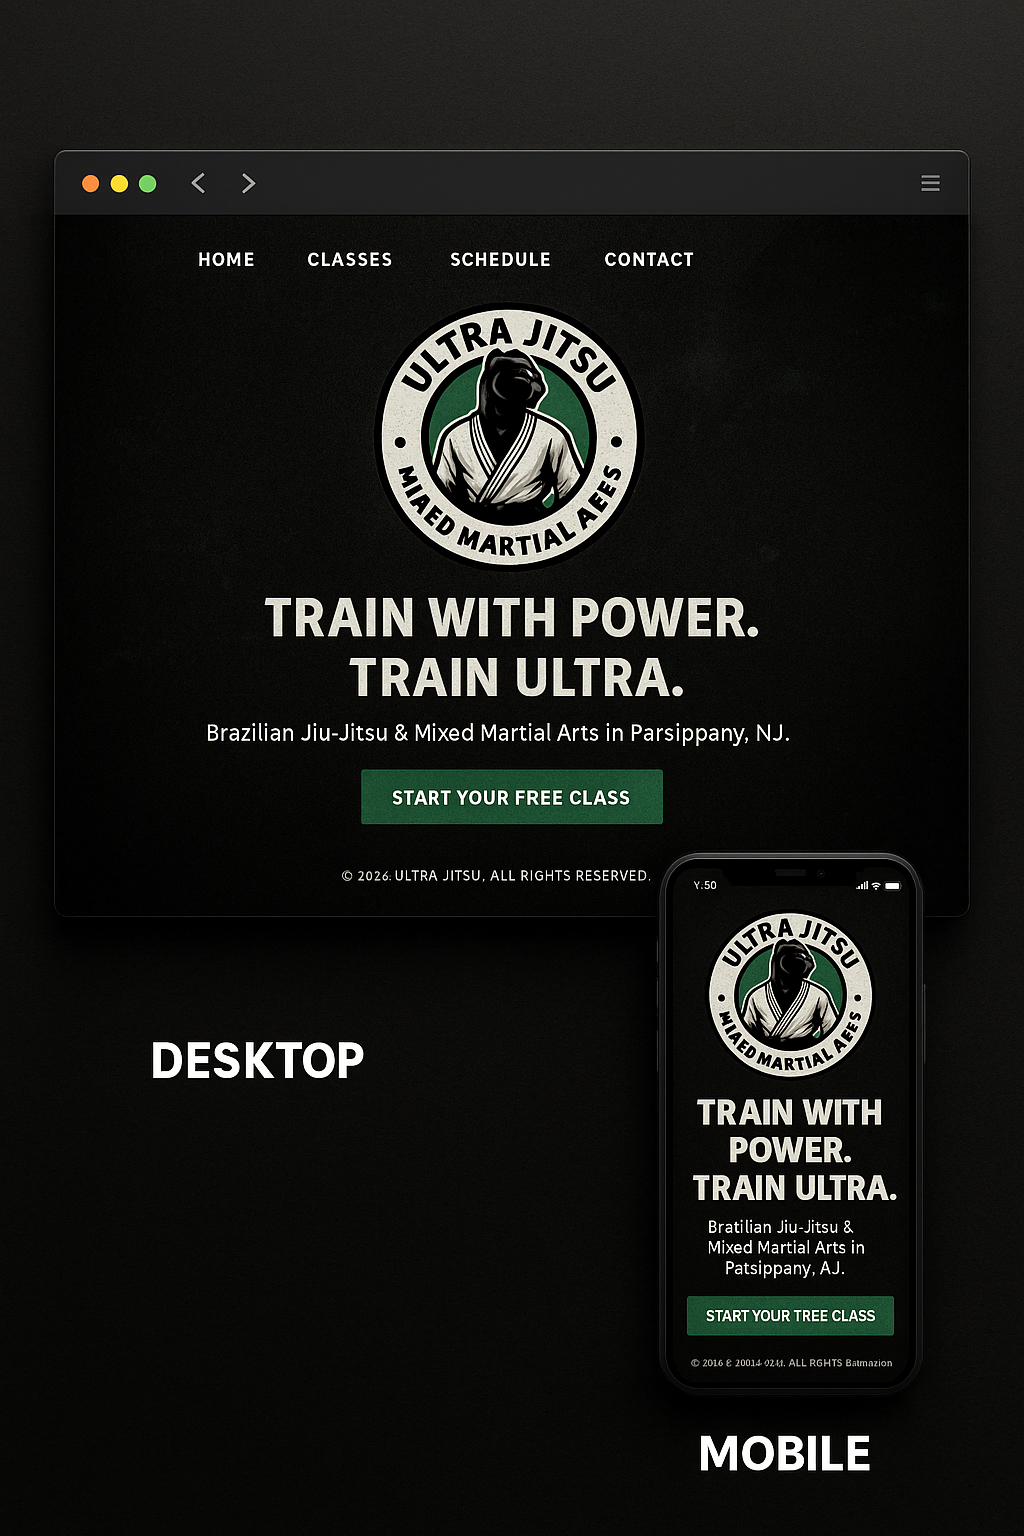 HOME CLASSES SCHEDULE CONTACT
ULTRA JITSU
MIAED MARTIAL AEES
TRAIN WITH POWER.
TRAIN ULTRA.
Brazilian Jiu-Jitsu & Mixed Martial Arts in Parsippany, NJ.
START YOUR FREE CLASS
© 2026. ULTRA JITSU, ALL RIGHTS RESERVED.
DESKTOP
Y:50
ULTRA JITSU
MIAED MARTIAL AEES
TRAIN WITH
POWER.
TRAIN ULTRA.
Bratilian Jiu-Jitsu &
Mixed Martial Arts in
Patsippany, AJ.
START YOUR TREE CLASS
© 2016 ALL RGHTS Batmazion
MOBILE